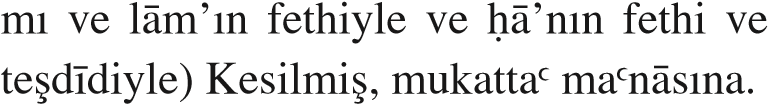 mı ve lām’ın fethiyle ve ḥā’nın fethi ve
teşdīdiyle) Kesilmiş, mukattaᶜ maᶜnāsına.